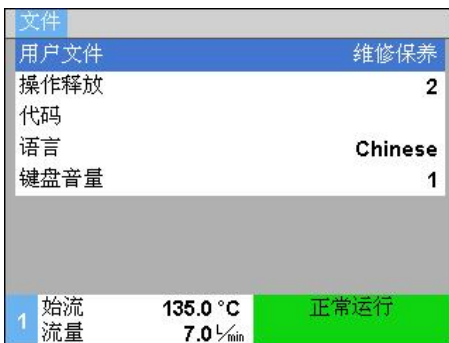 文件
用户文件 维修保养
操作释放 2
代码
语言 Chinese
键盘音量 1
1 始流 135.0 °C 正常运行
流量 7.0 L/min